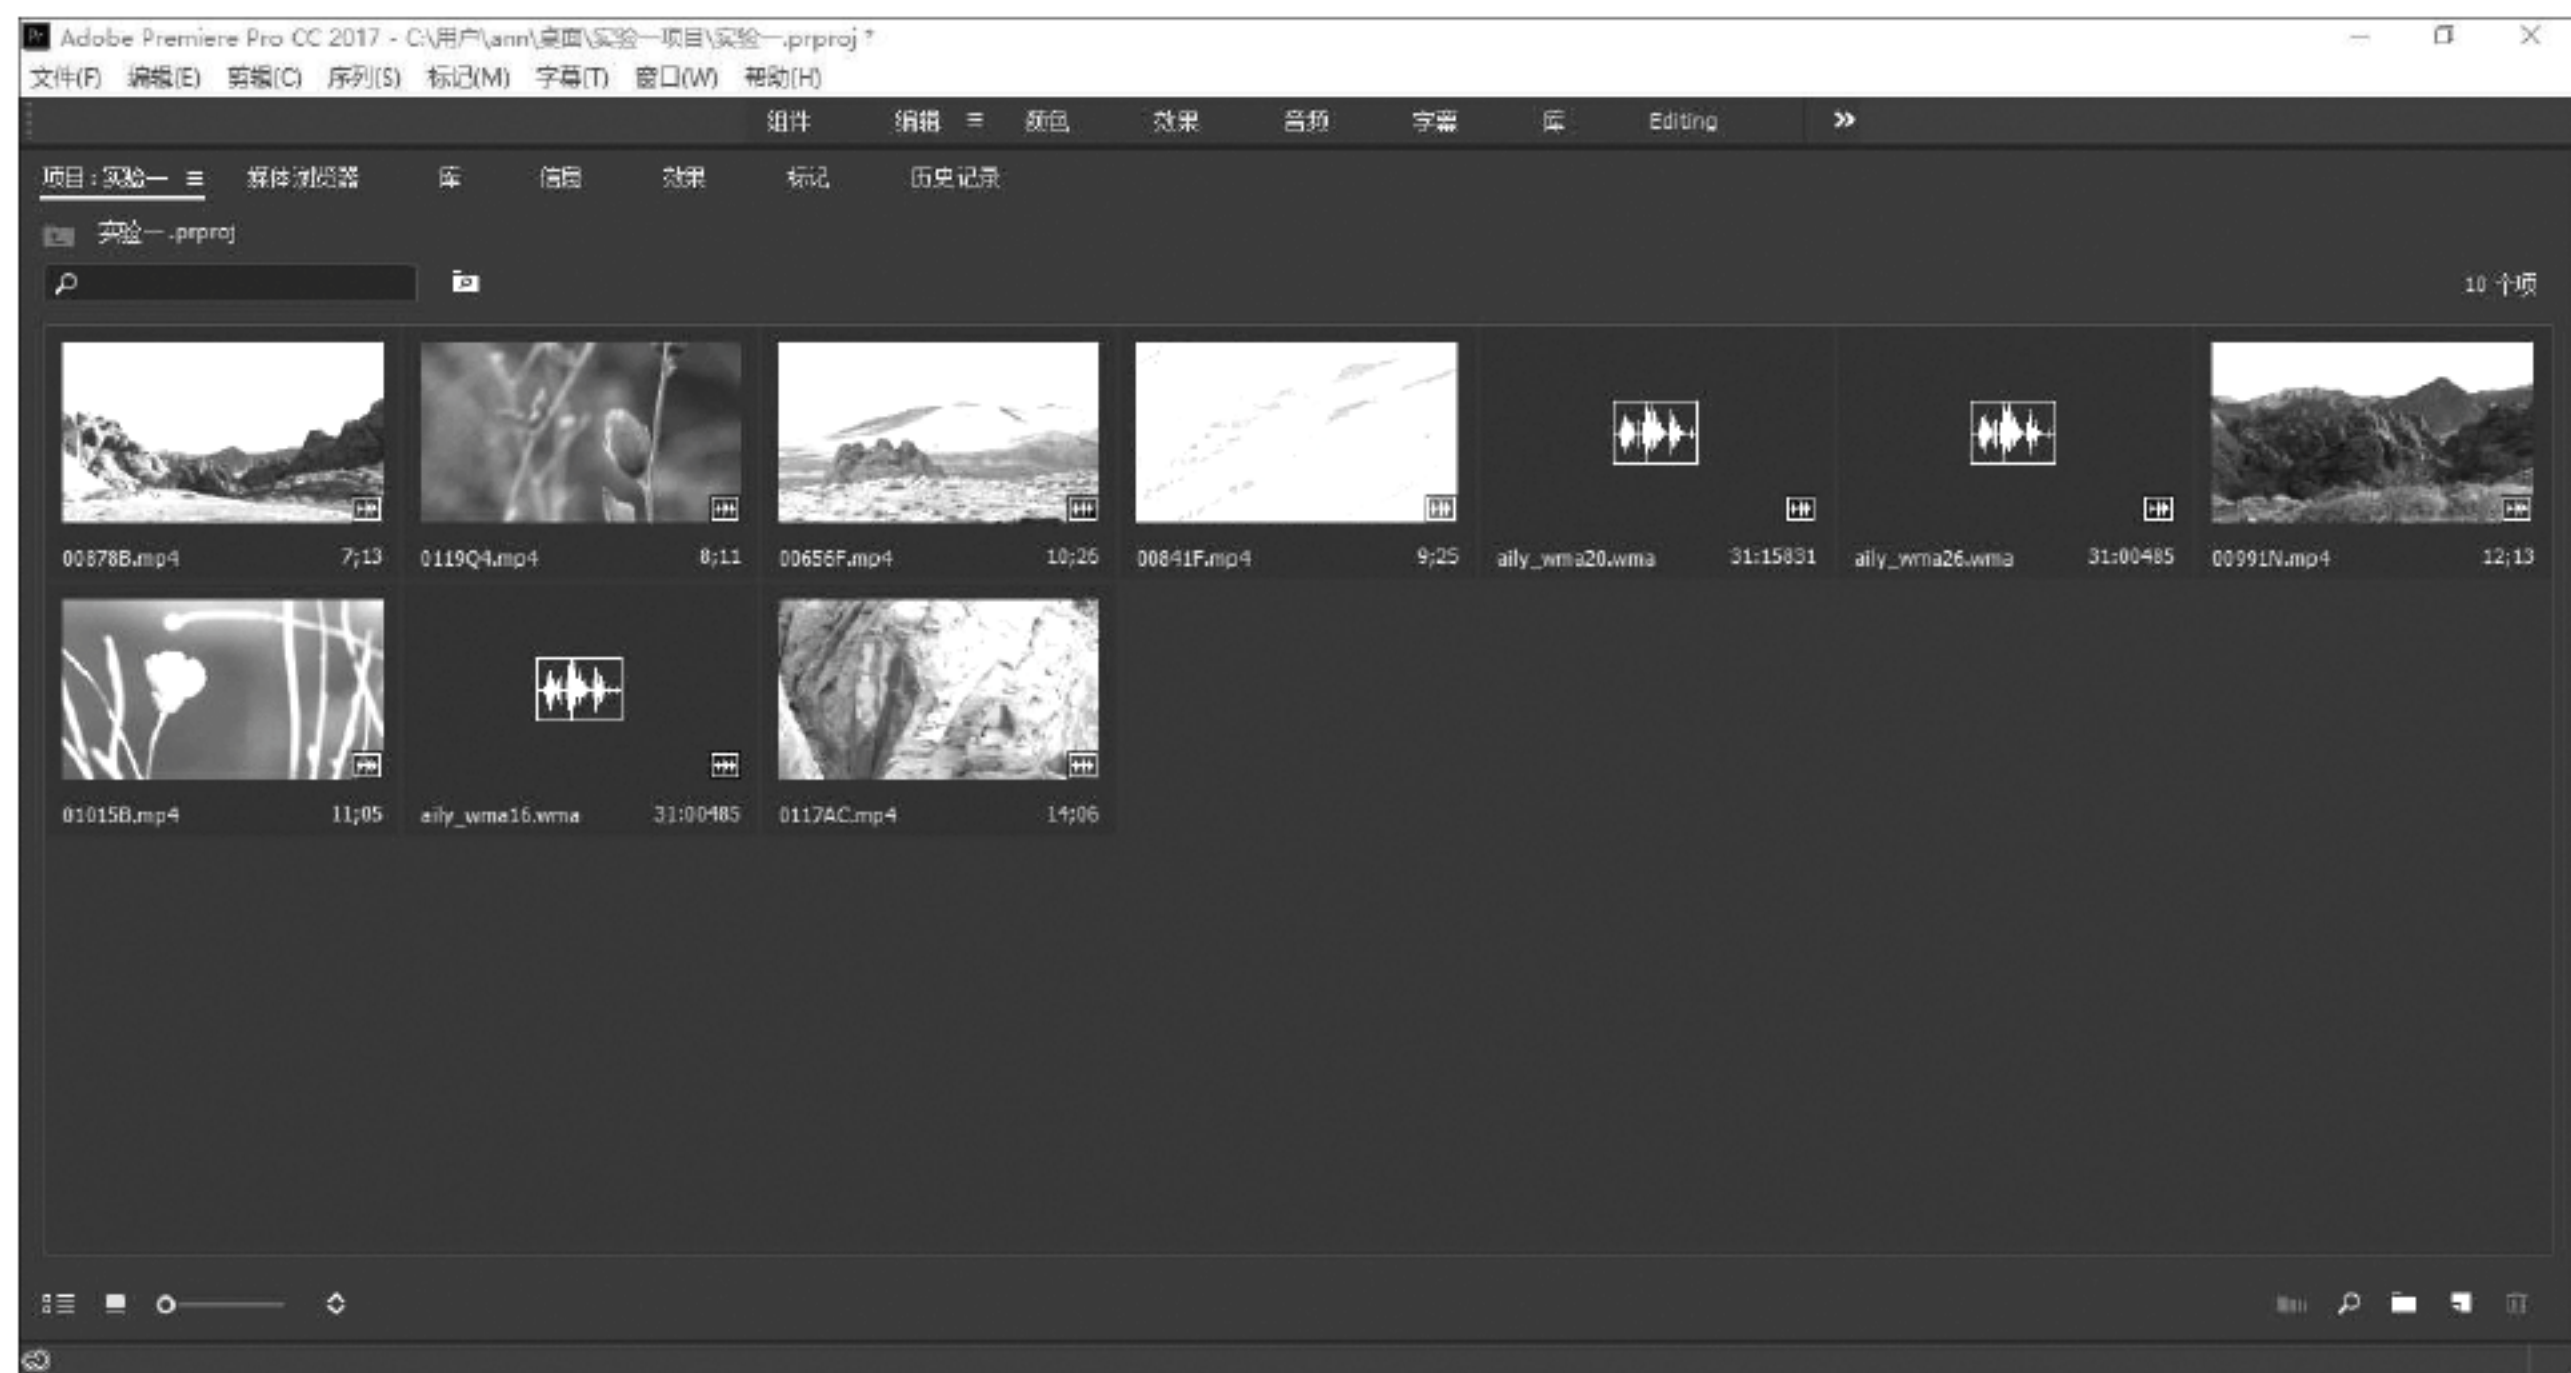 Adobe Premiere Pro CC 2017 - C:\用户\ann\桌面\实验一项目\实验一.prproj *
文件(F) 编辑(E) 剪辑(C) 序列(S) 标记(M) 字幕(T) 窗口(W) 帮助(H)
组件 编辑 颜色 效果 音频 字幕 库 Editing
项目:实验一 媒体浏览器 库 信息 效果 标记 历史记录
实验一.prproj
10 个项
00878B.mp4 7;13 0119Q4.mp4 8;11 00656F.mp4 10;26 00841F.mp4 9;25 aily_wma20.wma 31:15831 aily_wma26.wma 31:00485 00991N.mp4 12;13
01015B.mp4 11;05 aily_wma16.wma 31:00485 0117AC.mp4 14;06